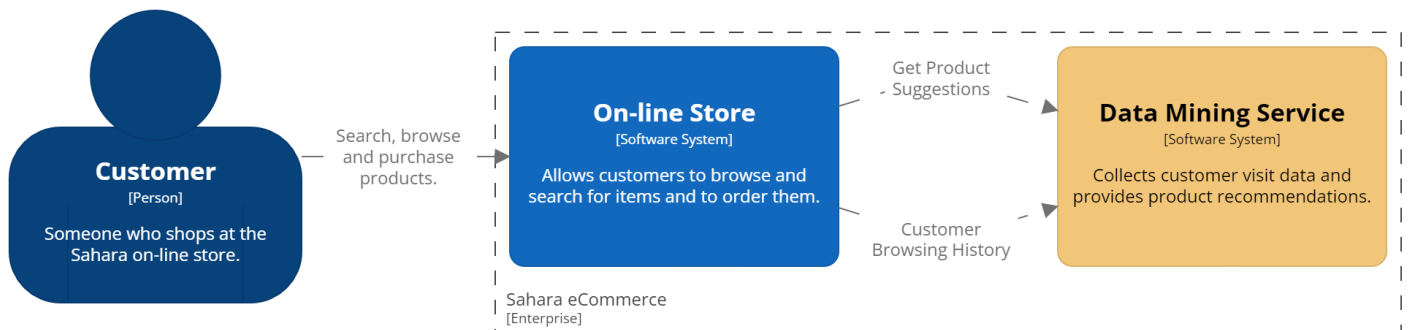 Customer
[Person]
Someone who shops at the
Sahara on-line store.
Search, browse
and purchase
products.
On-line Store
[Software System]
Allows customers to browse and
search for items and to order them.
Get Product
Suggestions
Customer
Browsing History
Data Mining Service
[Software System]
Collects customer visit data and
provides product recommendations.
Sahara eCommerce
[Enterprise]